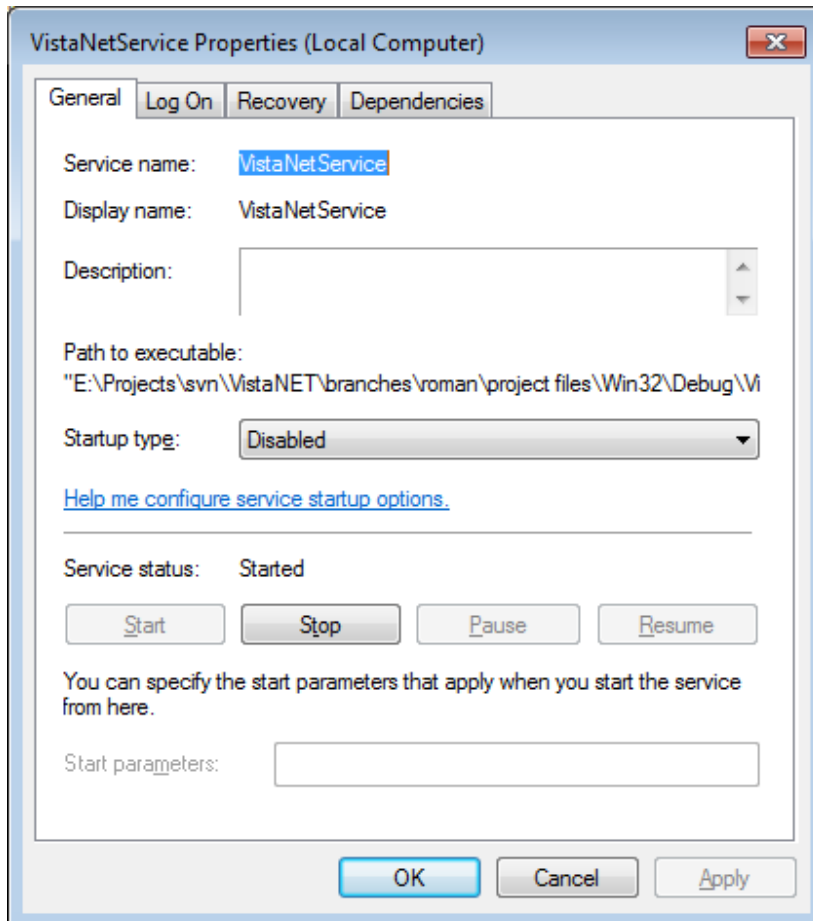 VistaNetService Properties (Local Computer)
General Log On Recovery Dependencies
Service name: VistaNetService
Display name: VistaNetService
Description:
Path to executable:
"E:\Projects\svn\VistaNET\branches\roman\project files\Win32\Debug\Vi
Startup type: Disabled
Help me configure service startup options.
Service status: Started
Start Stop Pause Resume
You can specify the start parameters that apply when you start the service
from here.
Start parameters:
OK Cancel Apply